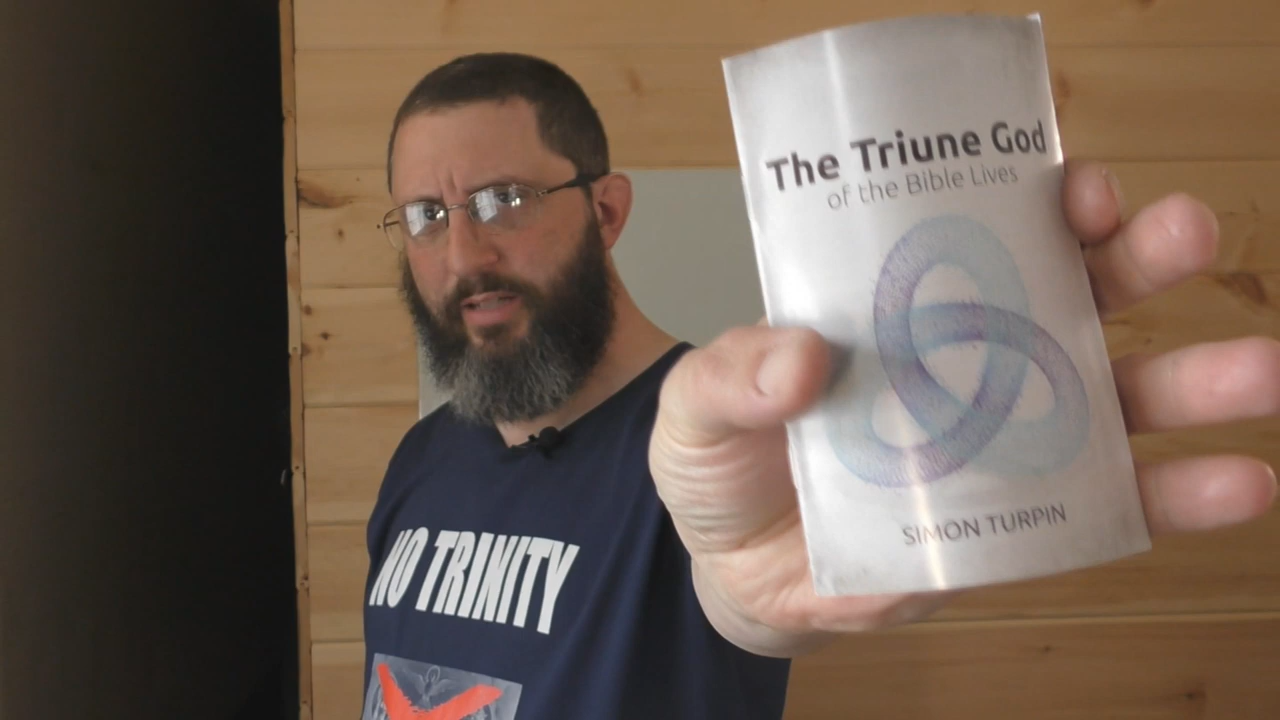 The Triune God
of the Bible Lives
SIMON TURPIN
NO TRINITY